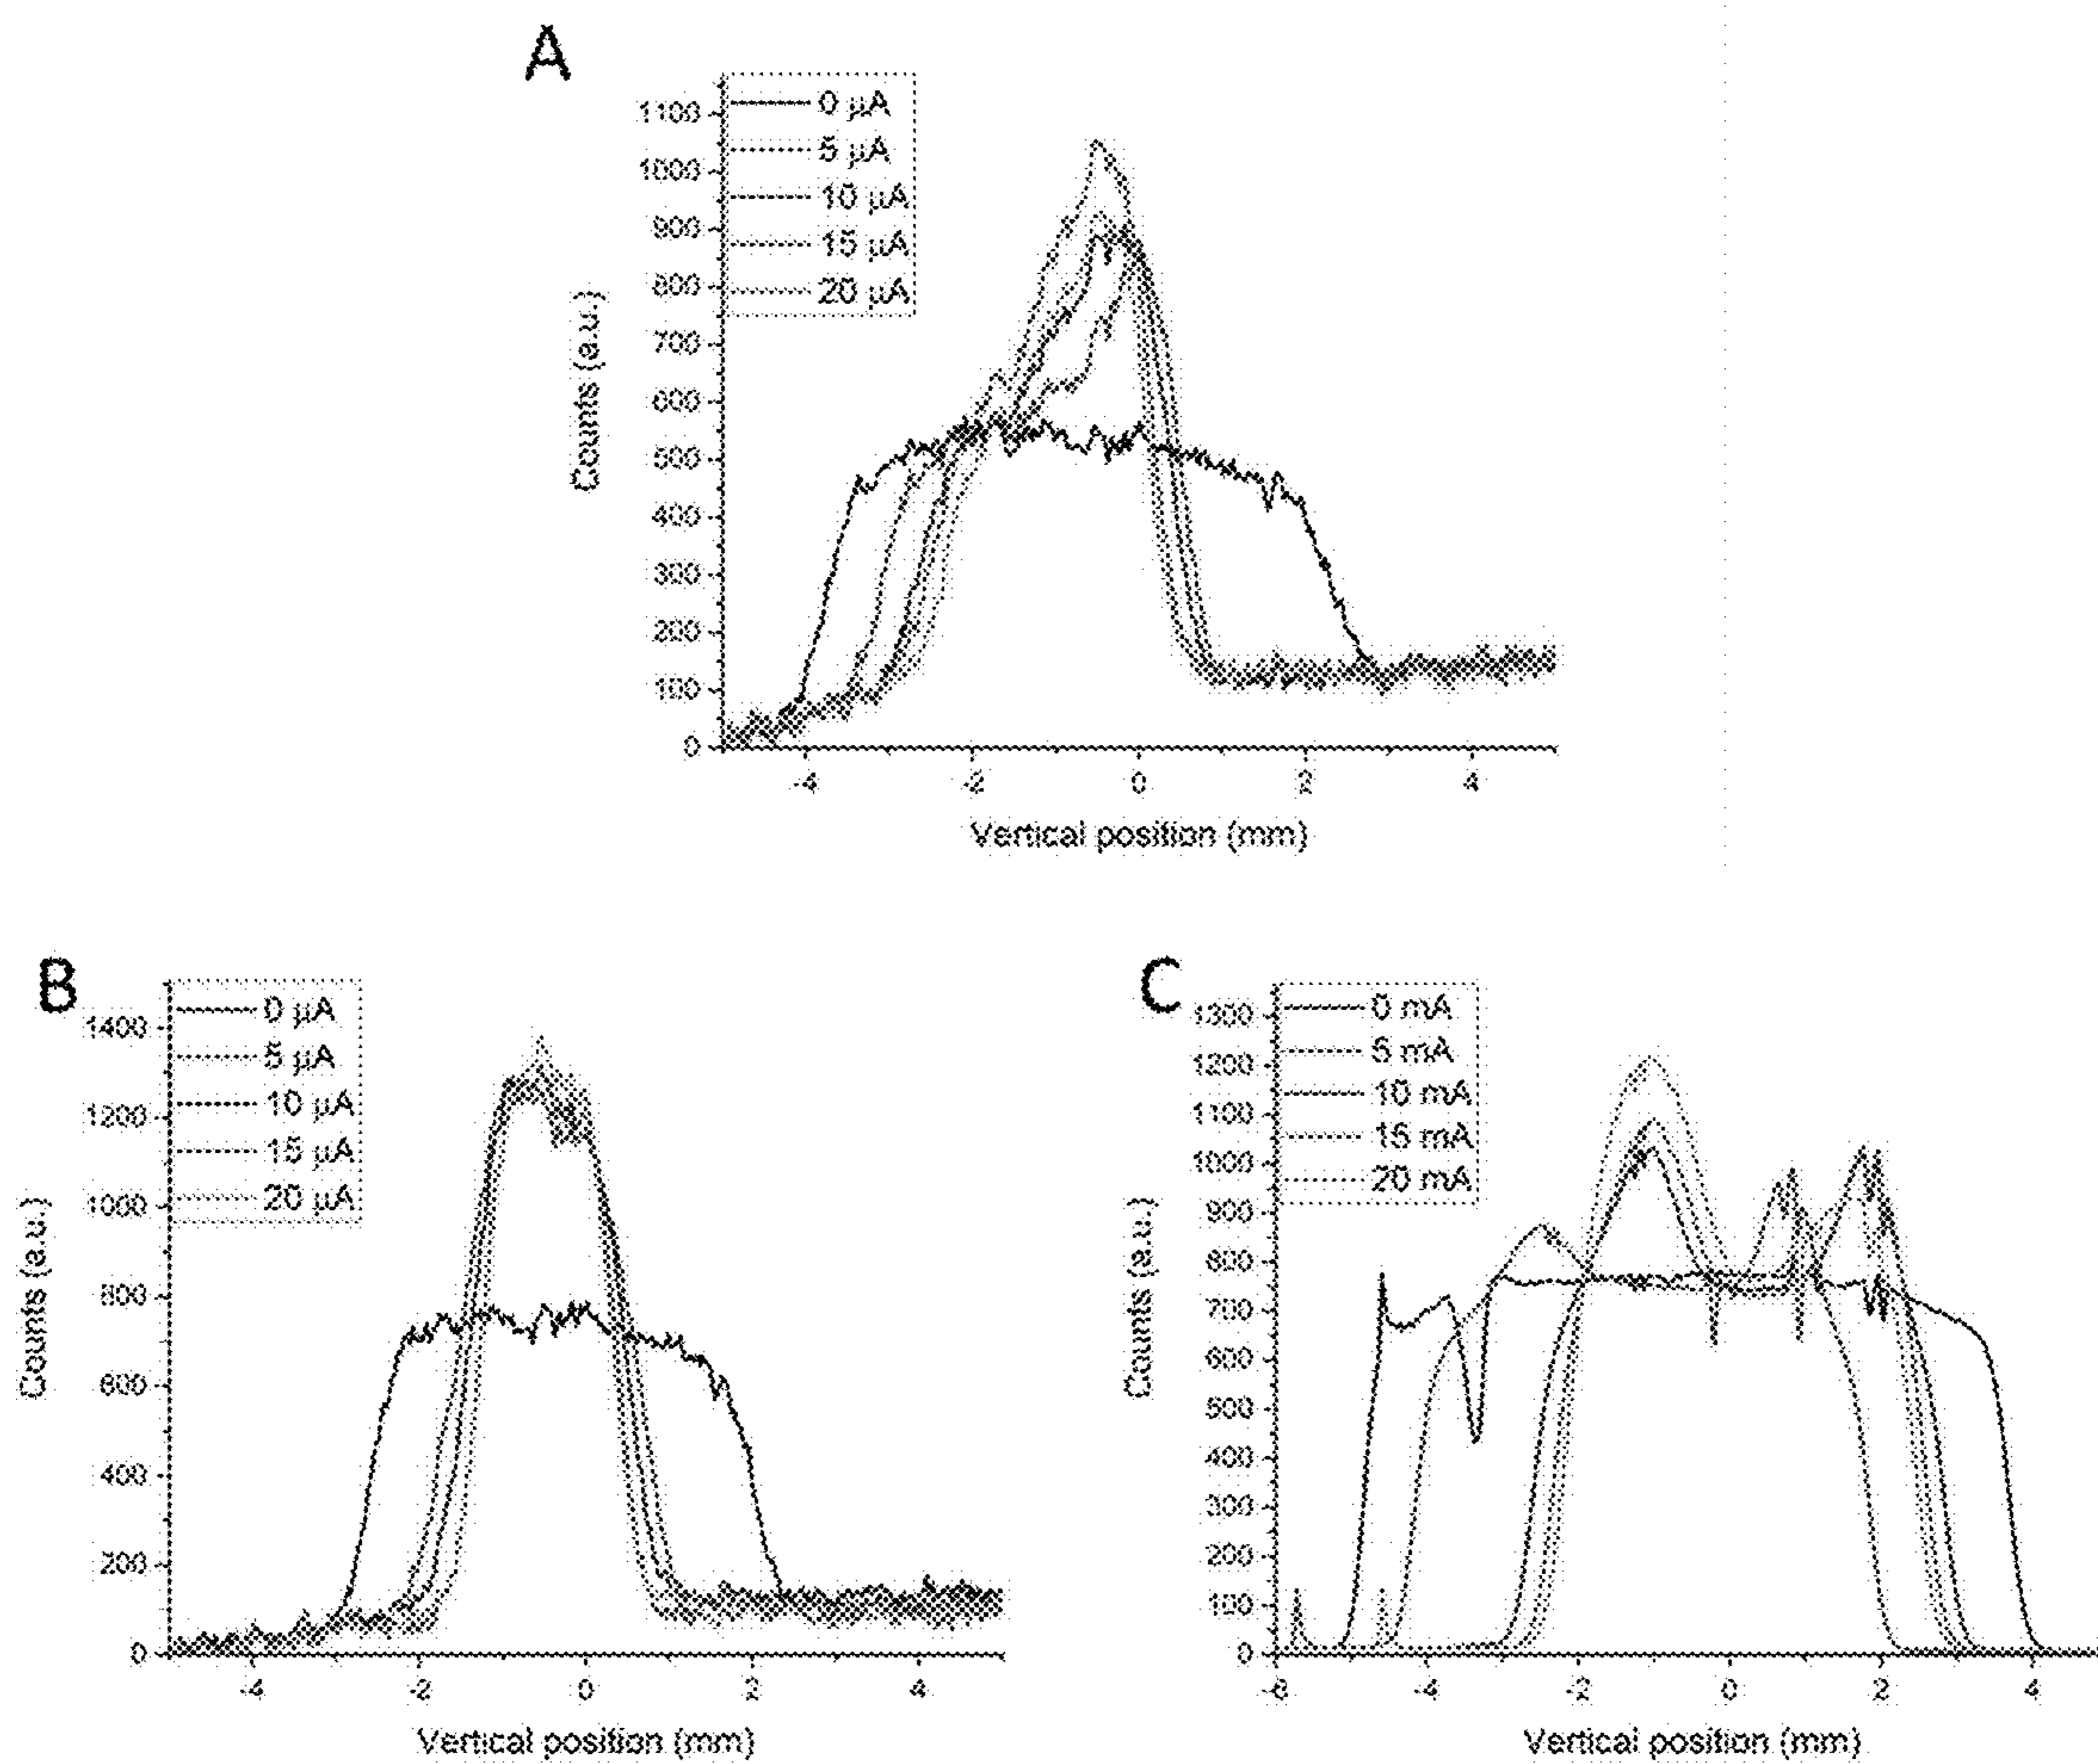 A
1100
1000
900
800
700
600
500
400
300
200
100
0
0 µA
5 µA
10 µA
15 µA
20 µA
Counts (a.u.)
-4 -2 0 2 4
Vertical position (mm)
B
1400
1200
1000
800
600
400
200
0
0 µA
5 µA
10 µA
15 µA
20 µA
Counts (a.u.)
-4 -2 0 2 4
Vertical position (mm)
C
1300
1200
1100
1000
900
800
700
600
500
400
300
200
100
0
0 mA
5 mA
10 mA
15 mA
20 mA
Counts (a.u.)
-6 -4 -2 0 2 4
Vertical position (mm)